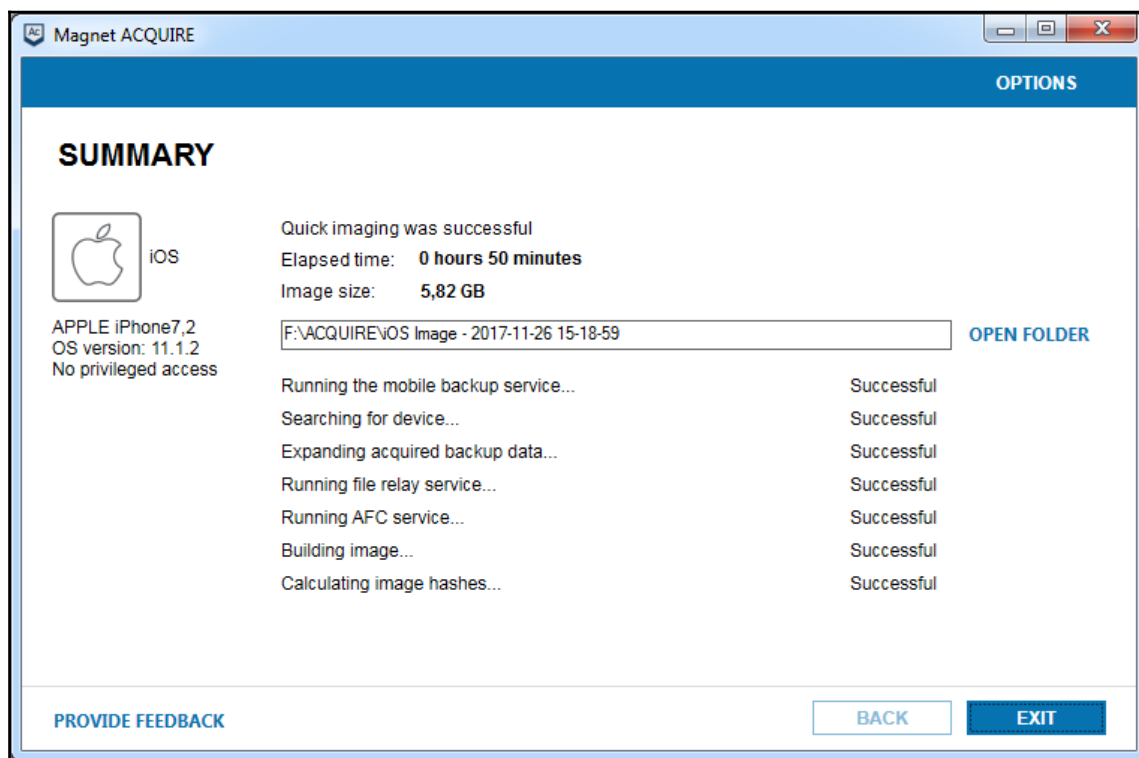 Ac Magnet ACQUIRE
OPTIONS
SUMMARY
iOS
APPLE iPhone7,2
OS version: 11.1.2
No privileged access
Quick imaging was successful
Elapsed time: 0 hours 50 minutes
Image size: 5,82 GB
F:\ACQUIRE\iOS Image - 2017-11-26 15-18-59 OPEN FOLDER
Running the mobile backup service... Successful
Searching for device... Successful
Expanding acquired backup data... Successful
Running file relay service... Successful
Running AFC service... Successful
Building image... Successful
Calculating image hashes... Successful
PROVIDE FEEDBACK BACK EXIT